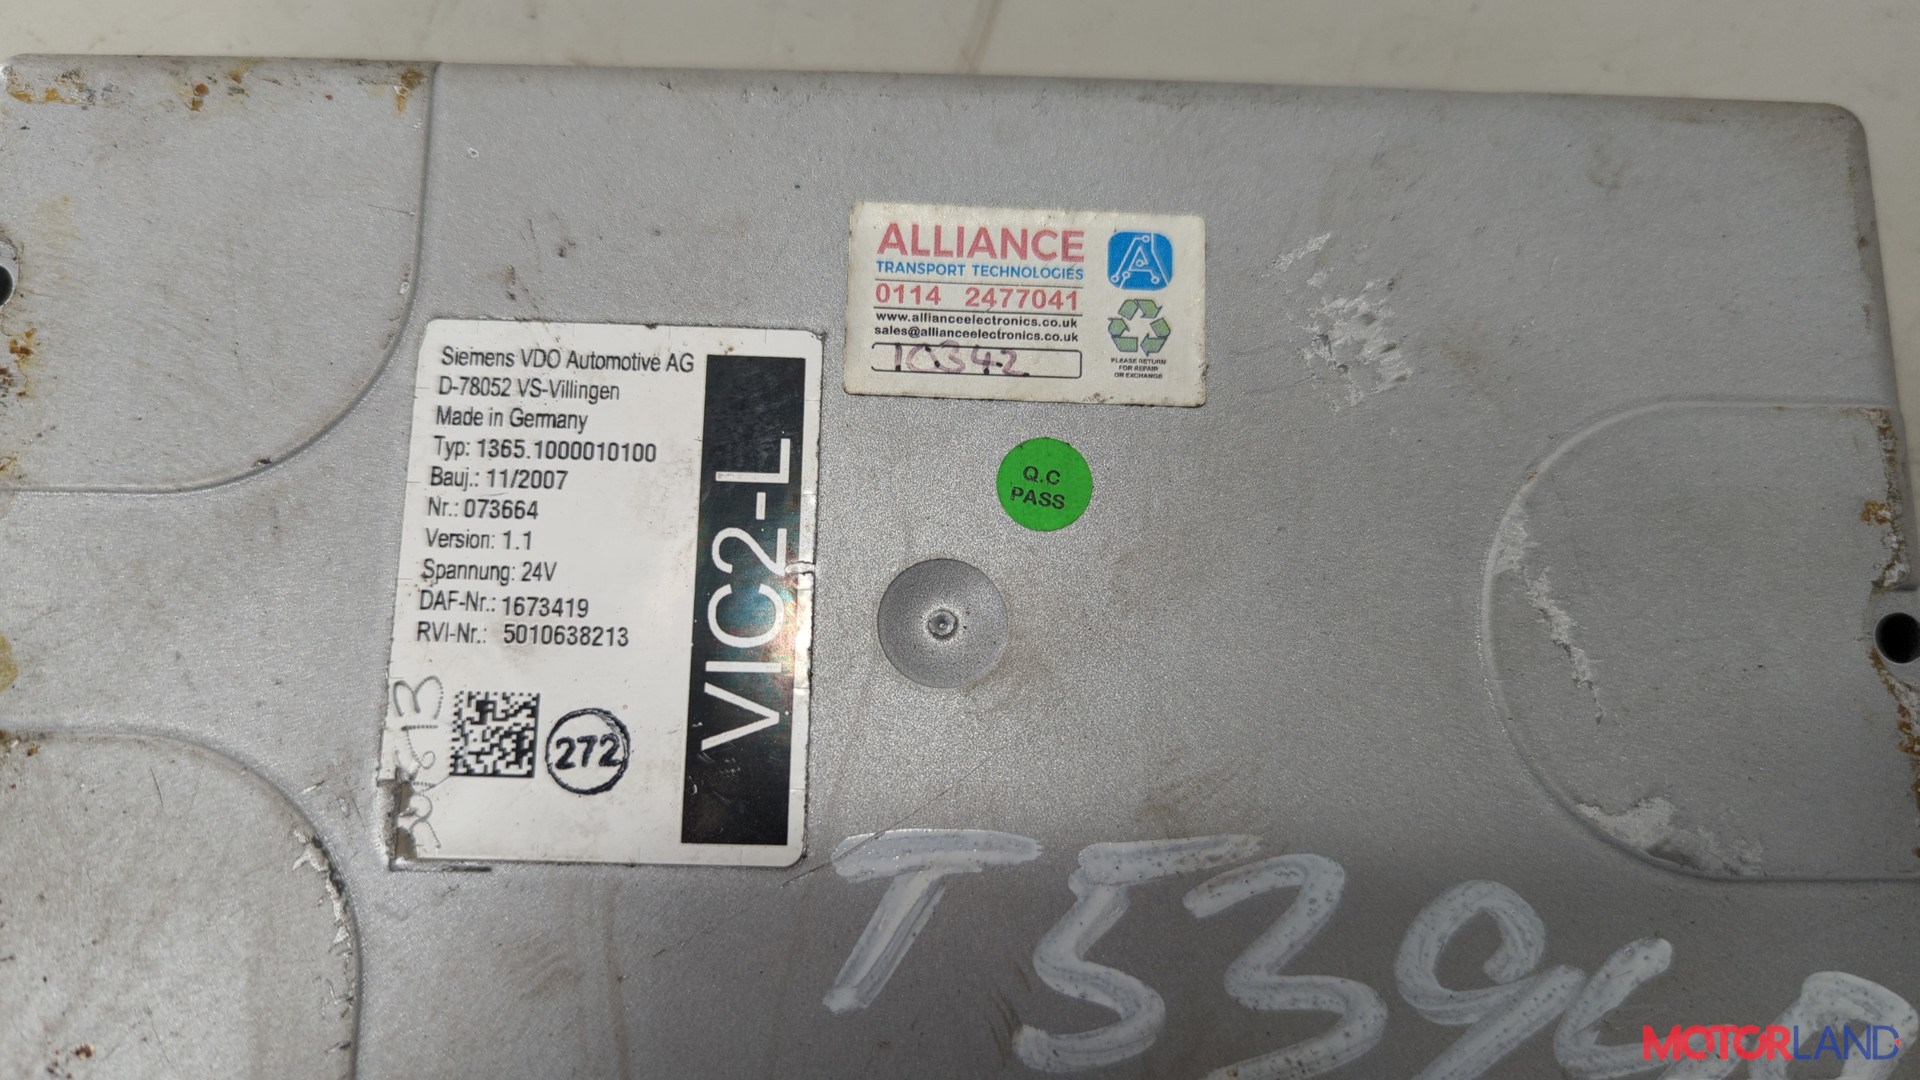 ALLIANCE
TRANSPORT TECHNOLOGIES
0114 2477041
www.allianceelectronics.co.uk
sales@allianceelectronics.co.uk
10342
PLEASE RETURN
FOR REPAIR
OR EXCHANGE
Siemens VDO Automotive AG
D-78052 VS-Villingen
Made in Germany
Typ: 1365.1000010100
Bauj.: 11/2007
Nr.: 073664
Version: 1.1
Spannung: 24V
DAF-Nr.: 1673419
RVI-Nr.: 5010638213
272
VIC2-L
Q.C
PASS
MOTORLAND